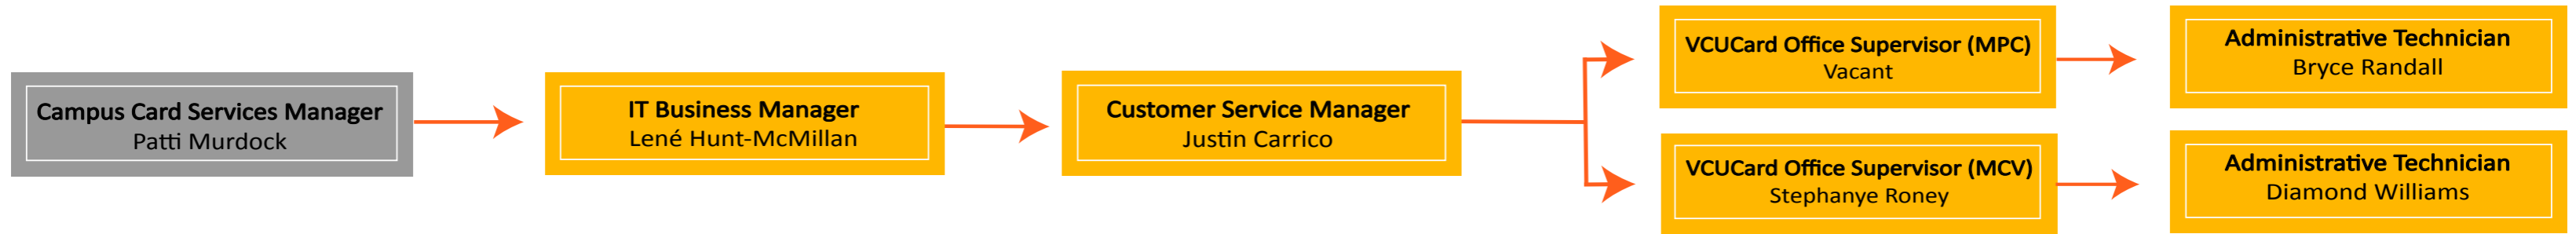 Campus Card Services Manager
Patti Murdock
IT Business Manager
Lené Hunt-McMillan
Customer Service Manager
Justin Carrico
VCUCard Office Supervisor (MPC)
Vacant
Administrative Technician
Bryce Randall
VCUCard Office Supervisor (MCV)
Stephanye Roney
Administrative Technician
Diamond Williams